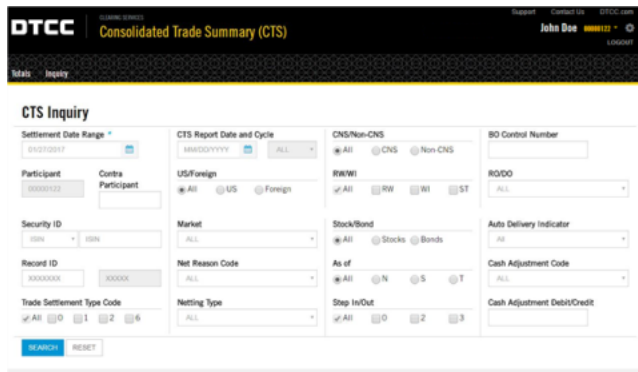 Support Contact Us DTCC.com
DTCC
CLEARING SERVICES
Consolidated Trade Summary (CTS)
John Doe 00000122
LOGOUT
Totals Inquiry
CTS Inquiry
Settlement Date Range * CTS Report Date and Cycle CNS/Non-CNS BO Control Number
01/27/2017 MM/DD/YYYY ALL All CNS Non-CNS
Participant Contra Participant US/Foreign RW/WI RO/DO
00000122 All US Foreign All RW WI ST ALL
Security ID Market Stock/Bond Auto Delivery Indicator
ISIN ISIN ALL All Stocks Bonds All
Record ID Net Reason Code As of Cash Adjustment Code
XXXXXXX XXXXX ALL All N S T ALL
Trade Settlement Type Code Netting Type Step In/Out Cash Adjustment Debit/Credit
All 0 1 2 6 ALL All 0 2 3
SEARCH RESET